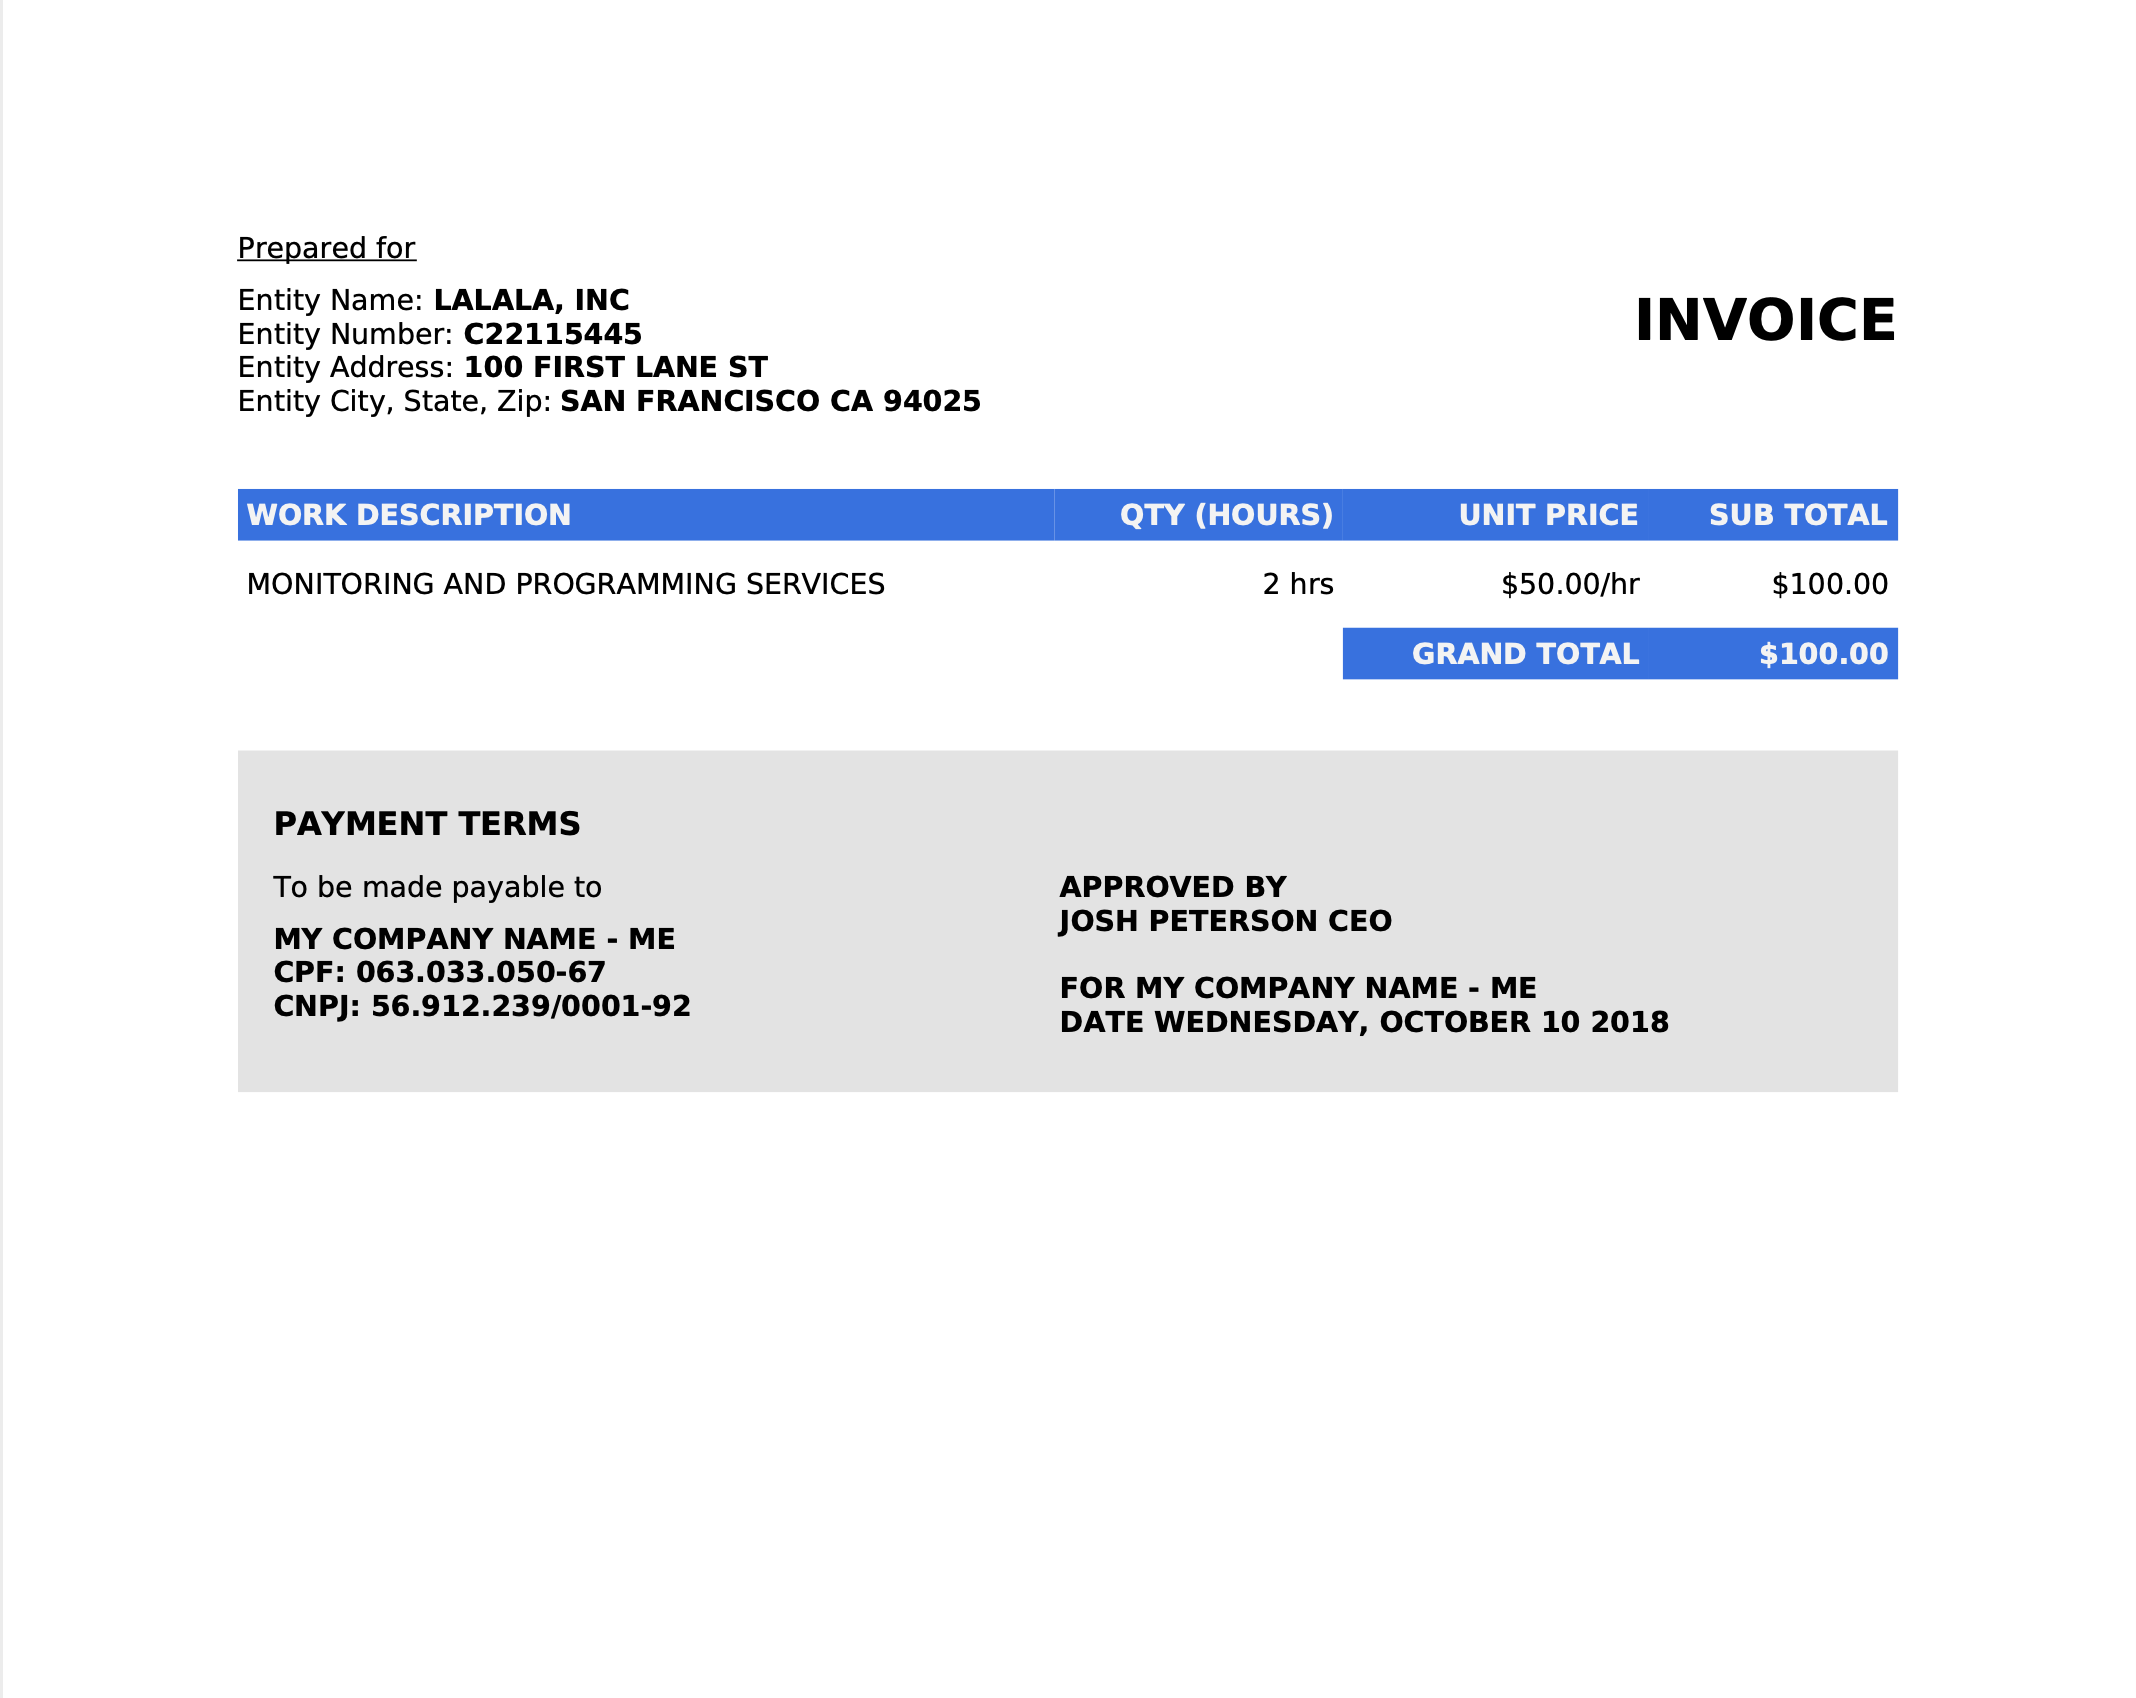 Prepared for
Entity Name: LALALA, INC
Entity Number: C22115445
Entity Address: 100 FIRST LANE ST
Entity City, State, Zip: SAN FRANCISCO CA 94025
INVOICE
WORK DESCRIPTION QTY (HOURS) UNIT PRICE SUB TOTAL
MONITORING AND PROGRAMMING SERVICES 2 hrs $50.00/hr $100.00
GRAND TOTAL $100.00
PAYMENT TERMS
To be made payable to
MY COMPANY NAME - ME
CPF: 063.033.050-67
CNPJ: 56.912.239/0001-92
APPROVED BY
JOSH PETERSON CEO
FOR MY COMPANY NAME - ME
DATE WEDNESDAY, OCTOBER 10 2018